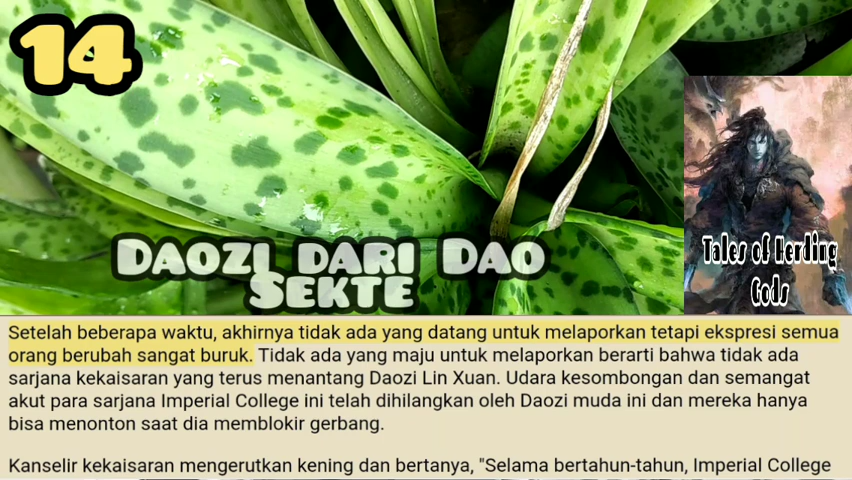 14
DAOZI DARI DAO
SEKTE
Tales of Herding
Gods
Setelah beberapa waktu, akhirnya tidak ada yang datang untuk melaporkan tetapi ekspresi semua
orang berubah sangat buruk. Tidak ada yang maju untuk melaporkan berarti bahwa tidak ada
sarjana kekaisaran yang terus menantang Daozi Lin Xuan. Udara kesombongan dan semangat
akut para sarjana Imperial College ini telah dihilangkan oleh Daozi muda ini dan mereka hanya
bisa menonton saat dia memblokir gerbang.
Kanselir kekaisaran mengerutkan kening dan bertanya, "Selama bertahun-tahun, Imperial College